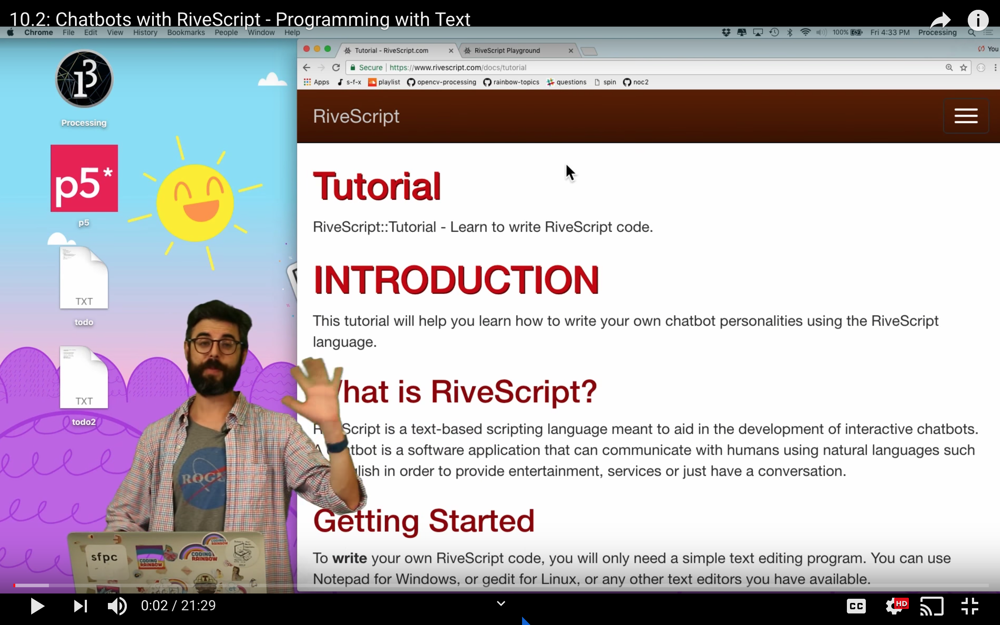 10.2: Chatbots with RiveScript - Programming with Text
Chrome File Edit View History Bookmarks People Window Help
100% Fri 4:33 PM Processing
Tutorial - RiveScript.com
RiveScript Playground
You
Secure https://www.rivescript.com/docs/tutorial
Apps s-f-x playlist opencv-processing rainbow-topics questions spin noc2
RiveScript
Processing
p5*
p5
TXT
todo
TXT
todo2
Tutorial
RiveScript::Tutorial - Learn to write RiveScript code.
INTRODUCTION
This tutorial will help you learn how to write your own chatbot personalities using the RiveScript
language.
hat is RiveScript?
Script is a text-based scripting language meant to aid in the development of interactive chatbots.
A tbot is a software application that can communicate with humans using natural languages such
glish in order to provide entertainment, services or just have a conversation.
Getting Started
To write your own RiveScript code, you will only need a simple text editing program. You can use
Notepad for Windows, or gedit for Linux, or any other text editors you have available.
ROGU
sfpc
CODING RAINBOW
CODING RAINBOW
CODING RAINBOW
0:02 / 21:29
CC
HD